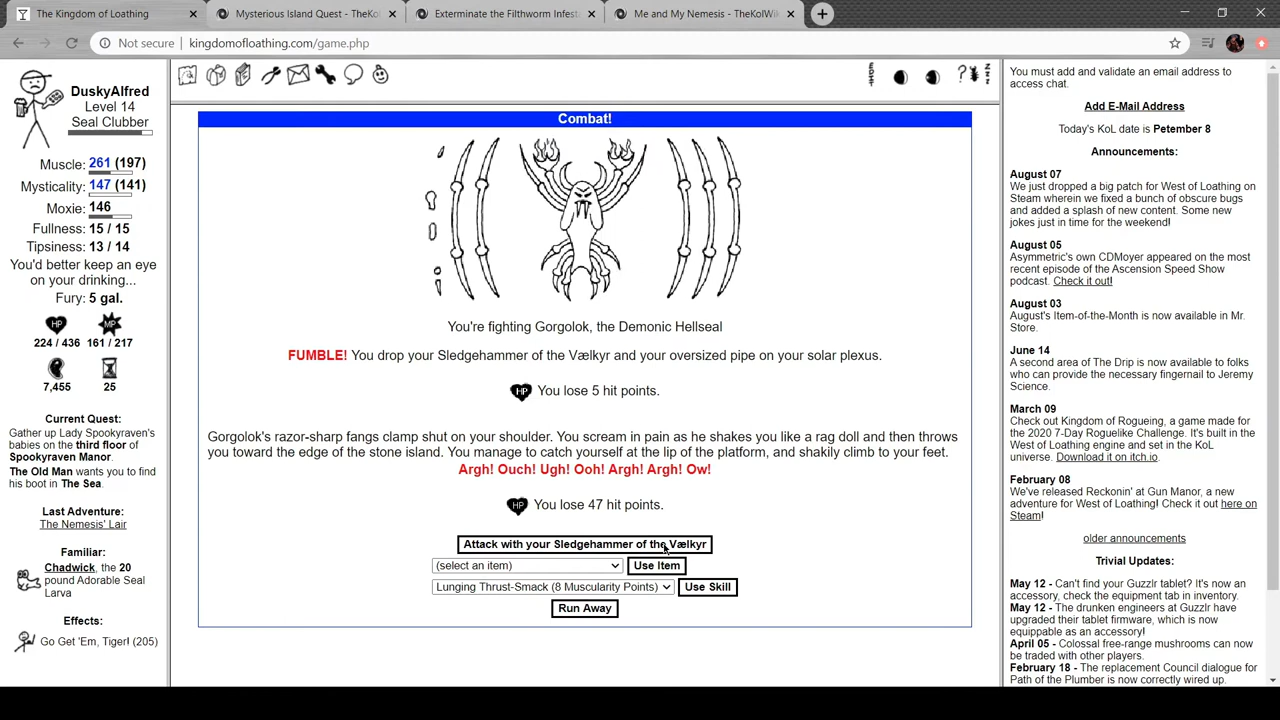 The Kingdom of Loathing
Mysterious Island Quest - TheKol
Exterminate the Filthworm Infest
Me and My Nemesis - TheKolWi
Not secure | kingdomofloathing.com/game.php
DuskyAlfred
Level 14
Seal Clubber
Muscle: 261 (197)
Mysticality: 147 (141)
Moxie: 146
Fullness: 15 / 15
Tipsiness: 13 / 14
You'd better keep an eye
on your drinking...
Fury: 5 gal.
HP
MP
224 / 436
161 / 217
7,455
25
Current Quest:
Gather up Lady Spookyraven's
babies on the third floor of
Spookyraven Manor.
The Old Man wants you to find
his boot in The Sea.
Last Adventure:
The Nemesis' Lair
Familiar:
Chadwick, the 20
pound Adorable Seal
Larva
Effects:
Go Get 'Em, Tiger! (205)
Combat!
You're fighting Gorgolok, the Demonic Hellseal
FUMBLE! You drop your Sledgehammer of the Vælkyr and your oversized pipe on your solar plexus.
HP You lose 5 hit points.
Gorgolok's razor-sharp fangs clamp shut on your shoulder. You scream in pain as he shakes you like a rag doll and then throws
you toward the edge of the stone island. You manage to catch yourself at the lip of the platform, and shakily climb to your feet.
Argh! Ouch! Ugh! Ooh! Argh! Argh! Ow!
HP You lose 47 hit points.
Attack with your Sledgehammer of the Vælkyr
(select an item) Use Item
Lunging Thrust-Smack (8 Muscularity Points) Use Skill
Run Away
You must add and validate an email address to
access chat.
Add E-Mail Address
Today's KoL date is Petember 8
Announcements:
August 07
We just dropped a big patch for West of Loathing on
Steam wherein we fixed a bunch of obscure bugs
and added a splash of new content. Some new
jokes just in time for the weekend!
August 05
Asymmetric's own CDMoyer appeared on the most
recent episode of the Ascension Speed Show
podcast. Check it out!
August 03
August's Item-of-the-Month is now available in Mr.
Store.
June 14
A second area of The Drip is now available to folks
who can provide the necessary fingernail to Jeremy
Science.
March 09
Check out Kingdom of Rogueing, a game made for
the 2020 7-Day Roguelike Challenge. It's built in the
West of Loathing engine and set in the KoL
universe. Download it on itch.io.
February 08
We've released Reckonin' at Gun Manor, a new
adventure for West of Loathing! Check it out here on
Steam!
older announcements
Trivial Updates:
May 12 - Can't find your Guzzlr tablet? It's now an
accessory, check the equipment tab in inventory.
May 12 - The drunken engineers at Guzzlr have
upgraded their tablet firmware, which is now
equippable as an accessory!
April 05 - Colossal free-range mushrooms can now
be traded with other players.
February 18 - The replacement Council dialogue for
Path of the Plumber is now correctly wired up.